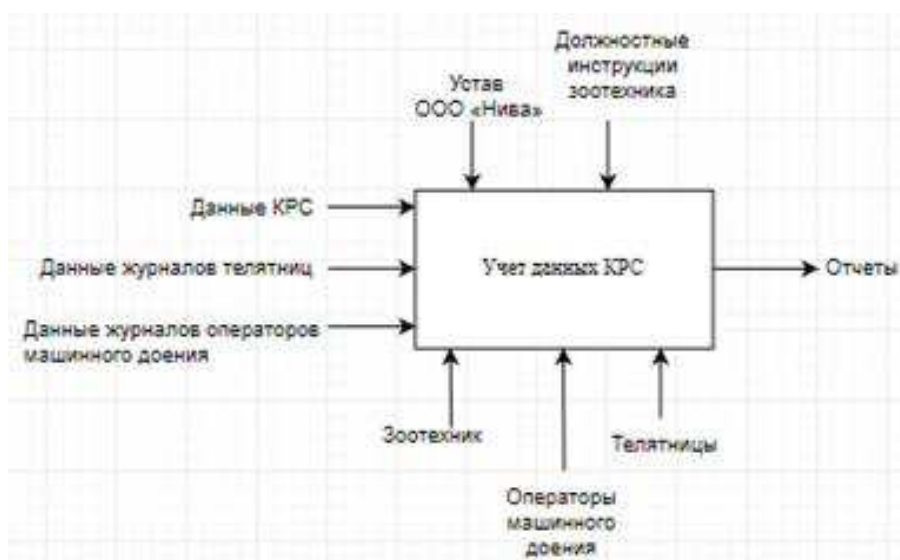 Должностные
инструкции
зоотехника
Устав
ООО «Нива»
Данные КРС
Данные журналов телятниц
Учет данных КРС
Отчеты
Данные журналов операторов
машинного доения
Зоотехник
Телятницы
Операторы
машинного
доения